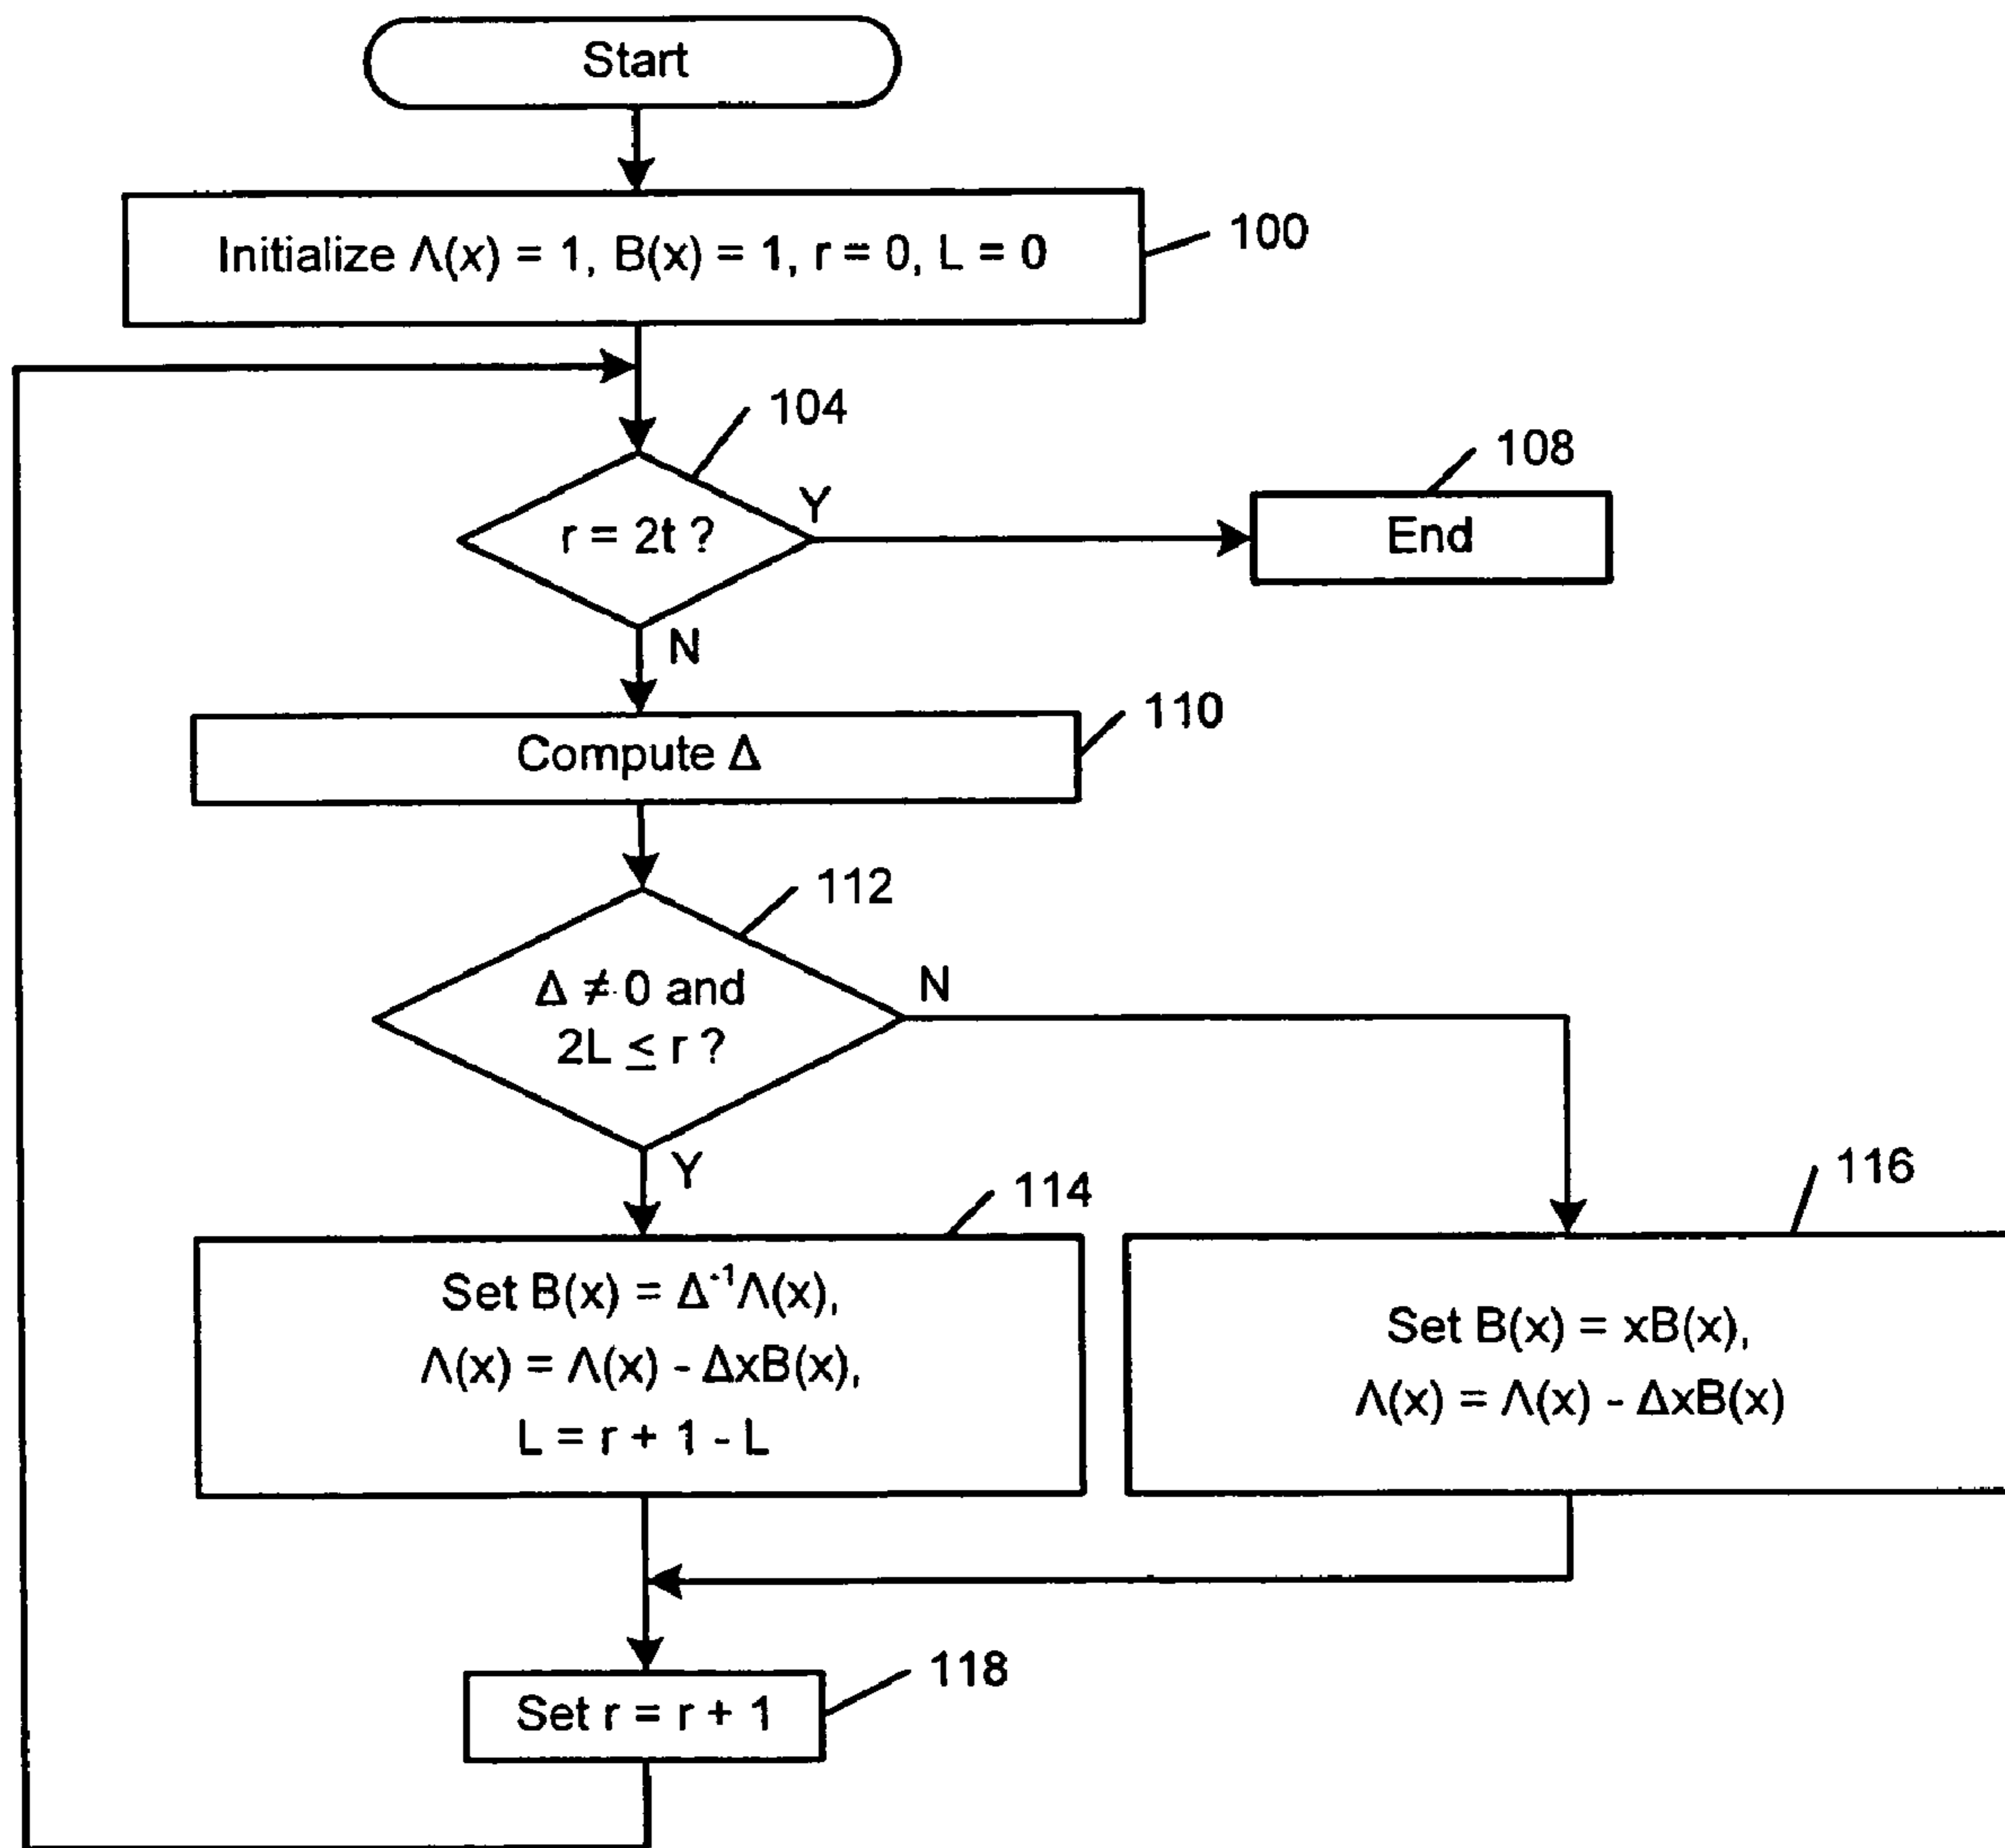 Start
Initialize Λ(x) = 1, B(x) = 1, r = 0, L = 0
100
104
r = 2t ?
Y
108
End
N
Compute Δ
110
112
Δ ≠ 0 and
2L ≤ r ?
N
Y
114
Set B(x) = Δ⁻¹Λ(x),
Λ(x) = Λ(x) - ΔxB(x),
L = r + 1 - L
116
Set B(x) = xB(x),
Λ(x) = Λ(x) - ΔxB(x)
118
Set r = r + 1